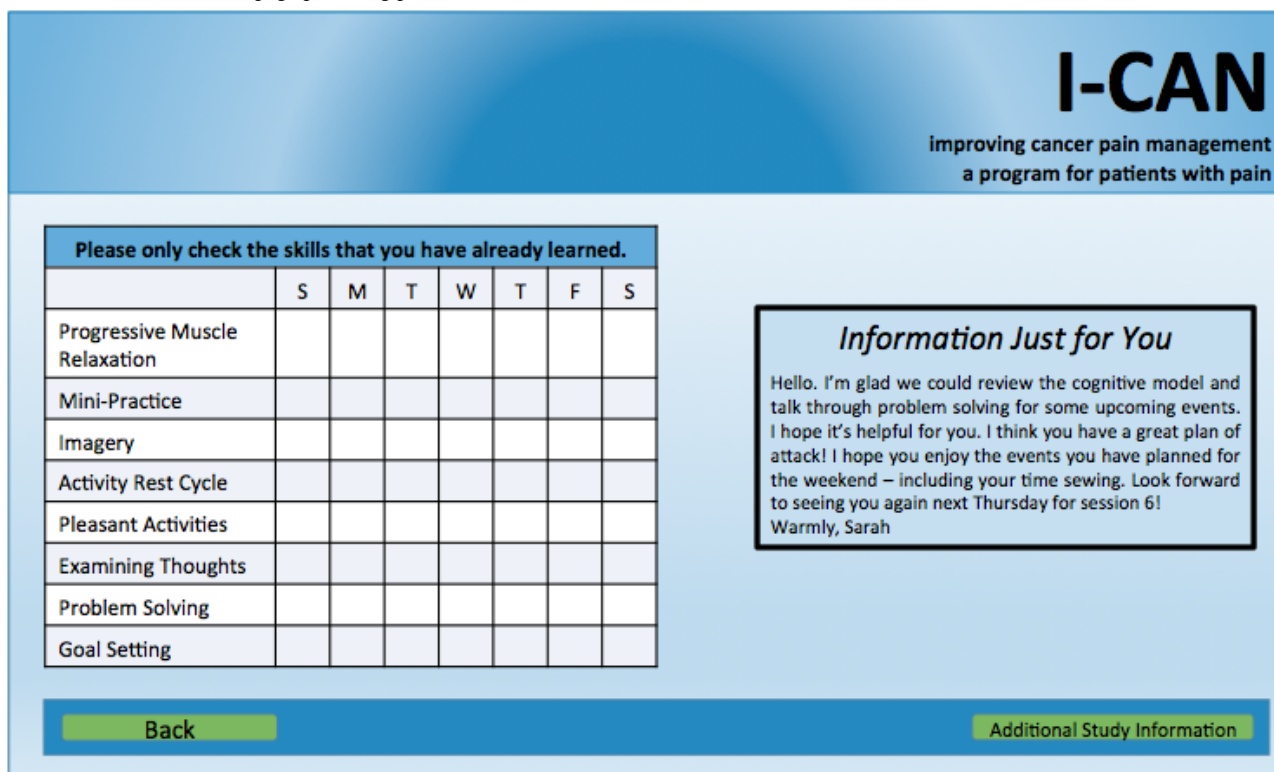 I-CAN
improving cancer pain management
a program for patients with pain
Please only check the skills that you have already learned.
S M T W T F S
Progressive Muscle
Relaxation
Mini-Practice
Imagery
Activity Rest Cycle
Pleasant Activities
Examining Thoughts
Problem Solving
Goal Setting
Information Just for You
Hello. I'm glad we could review the cognitive model and
talk through problem solving for some upcoming events.
I hope it's helpful for you. I think you have a great plan of
attack! I hope you enjoy the events you have planned for
the weekend – including your time sewing. Look forward
to seeing you again next Thursday for session 6!
Warmly, Sarah
Back
Additional Study Information